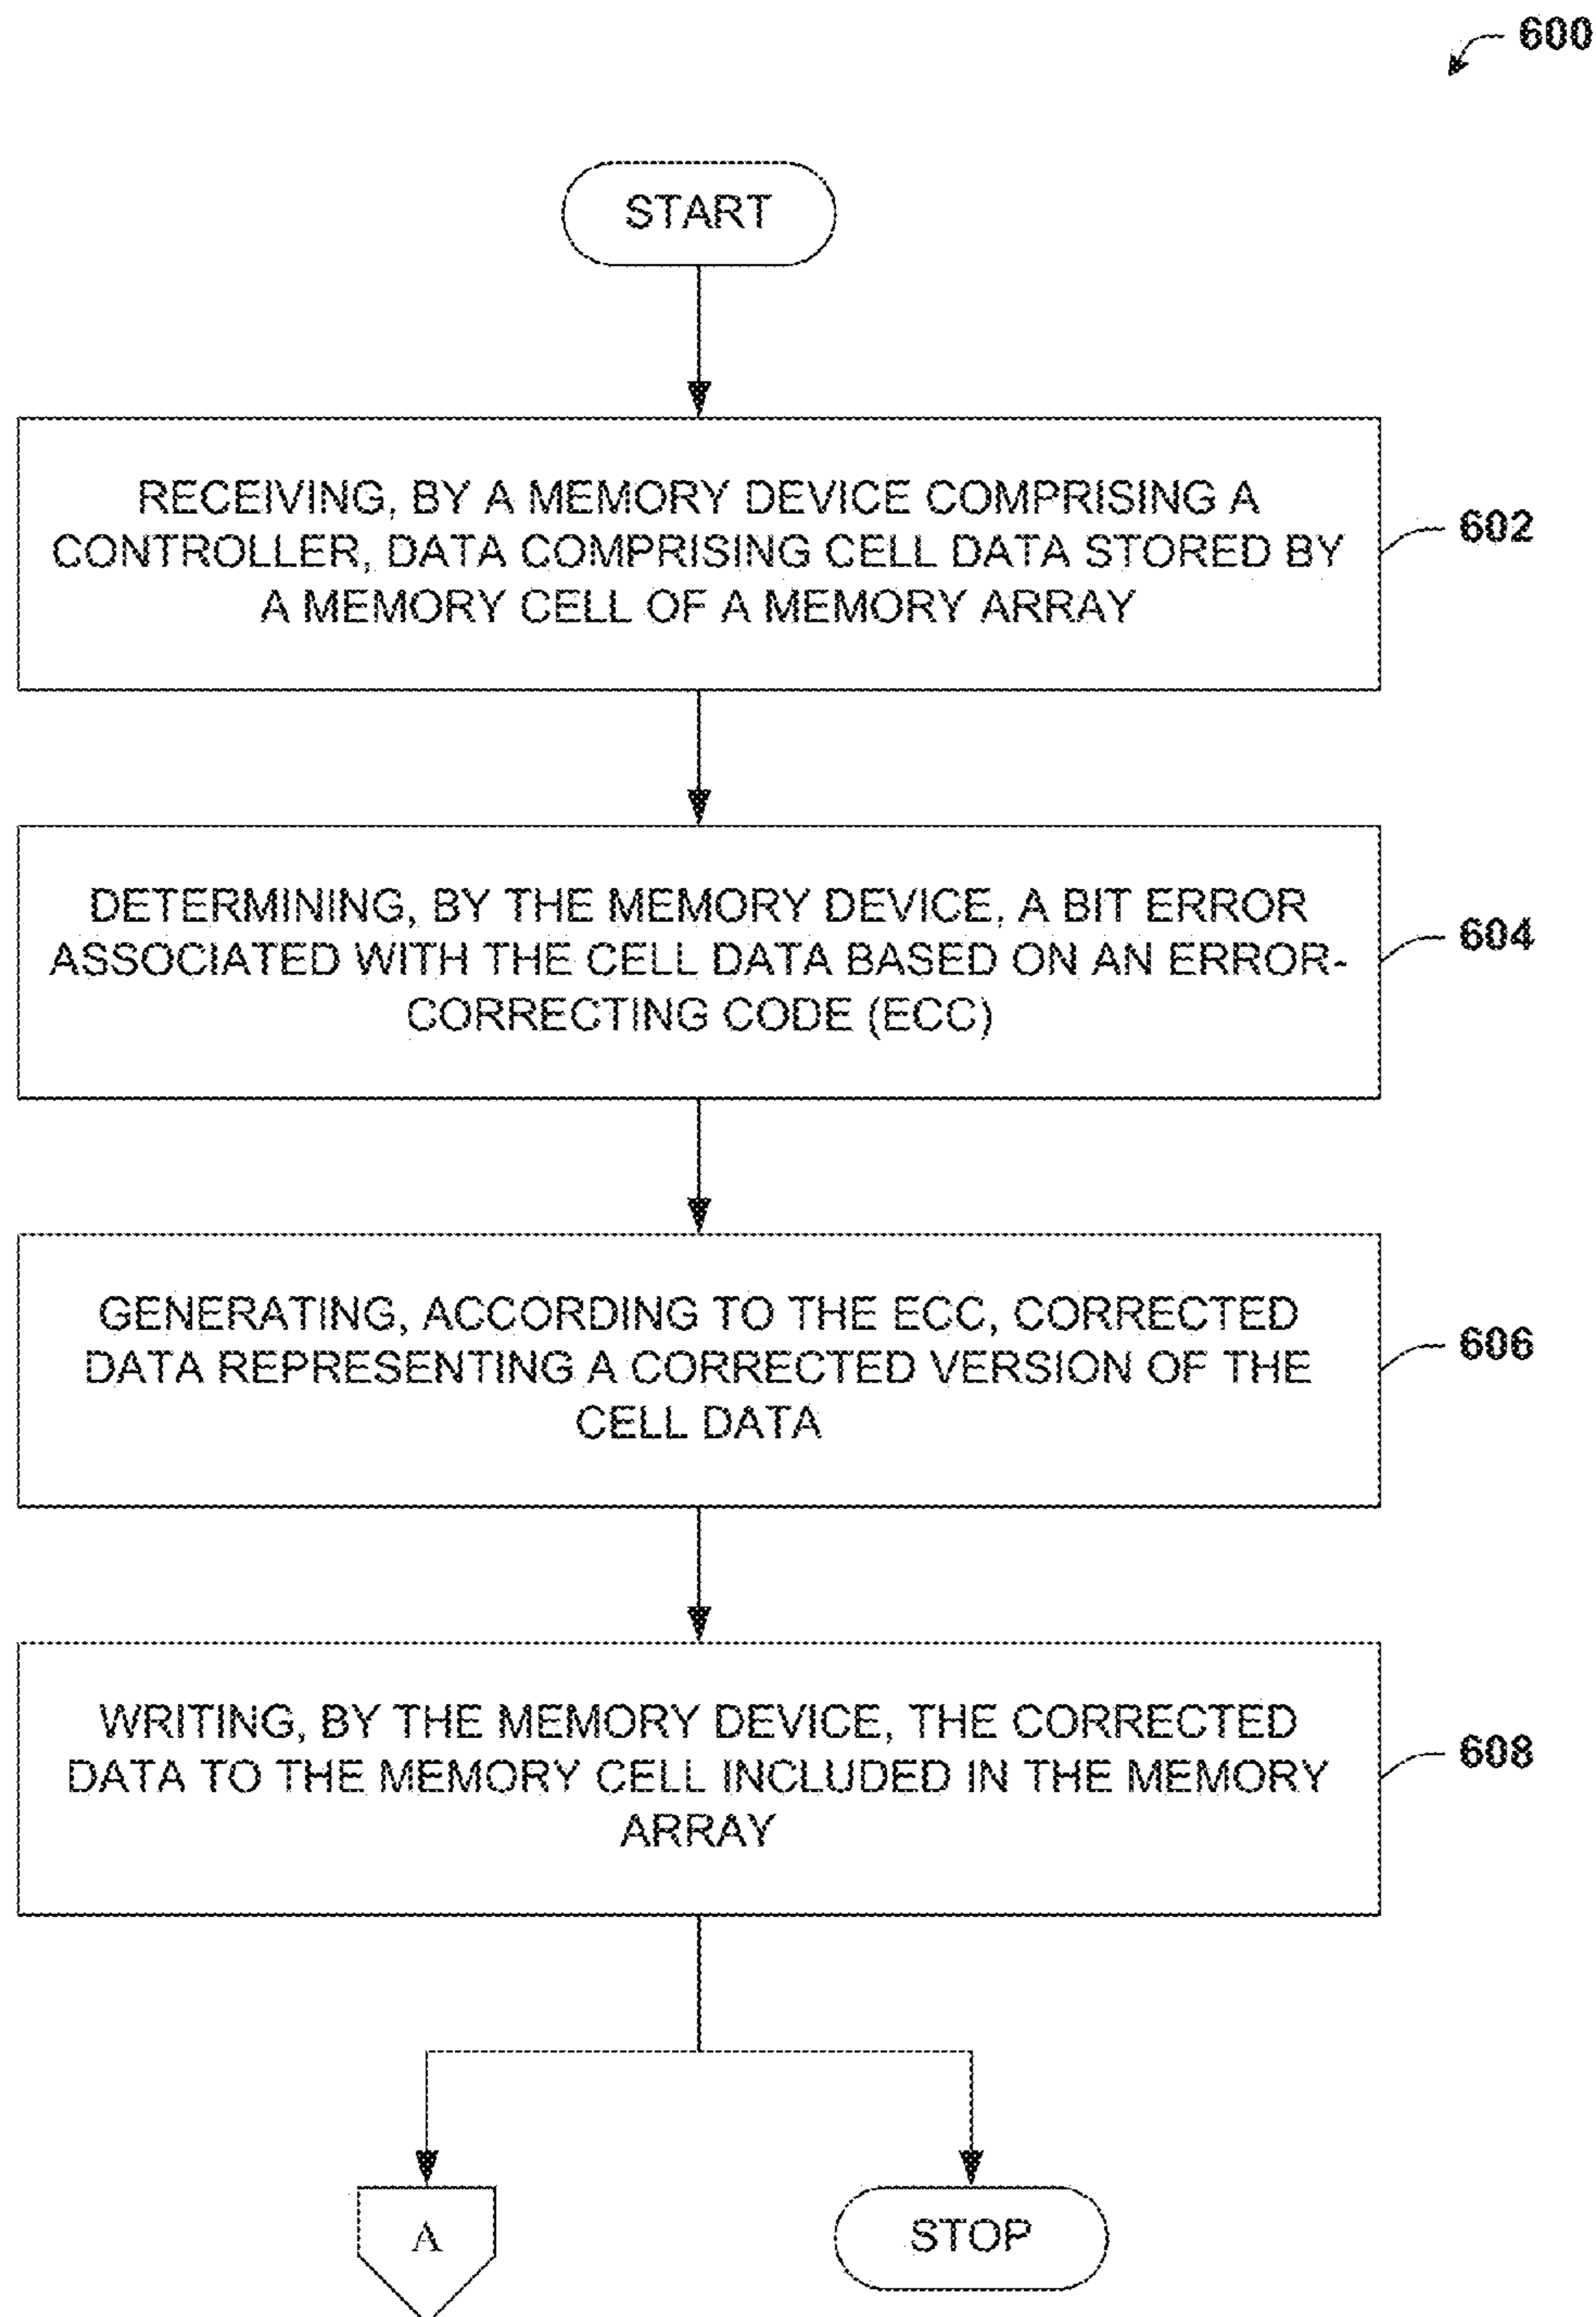 600
START
RECEIVING, BY A MEMORY DEVICE COMPRISING A
CONTROLLER, DATA COMPRISING CELL DATA STORED BY
A MEMORY CELL OF A MEMORY ARRAY
602
DETERMINING, BY THE MEMORY DEVICE, A BIT ERROR
ASSOCIATED WITH THE CELL DATA BASED ON AN ERROR-
CORRECTING CODE (ECC)
604
GENERATING, ACCORDING TO THE ECC, CORRECTED
DATA REPRESENTING A CORRECTED VERSION OF THE
CELL DATA
606
WRITING, BY THE MEMORY DEVICE, THE CORRECTED
DATA TO THE MEMORY CELL INCLUDED IN THE MEMORY
ARRAY
608
A
STOP